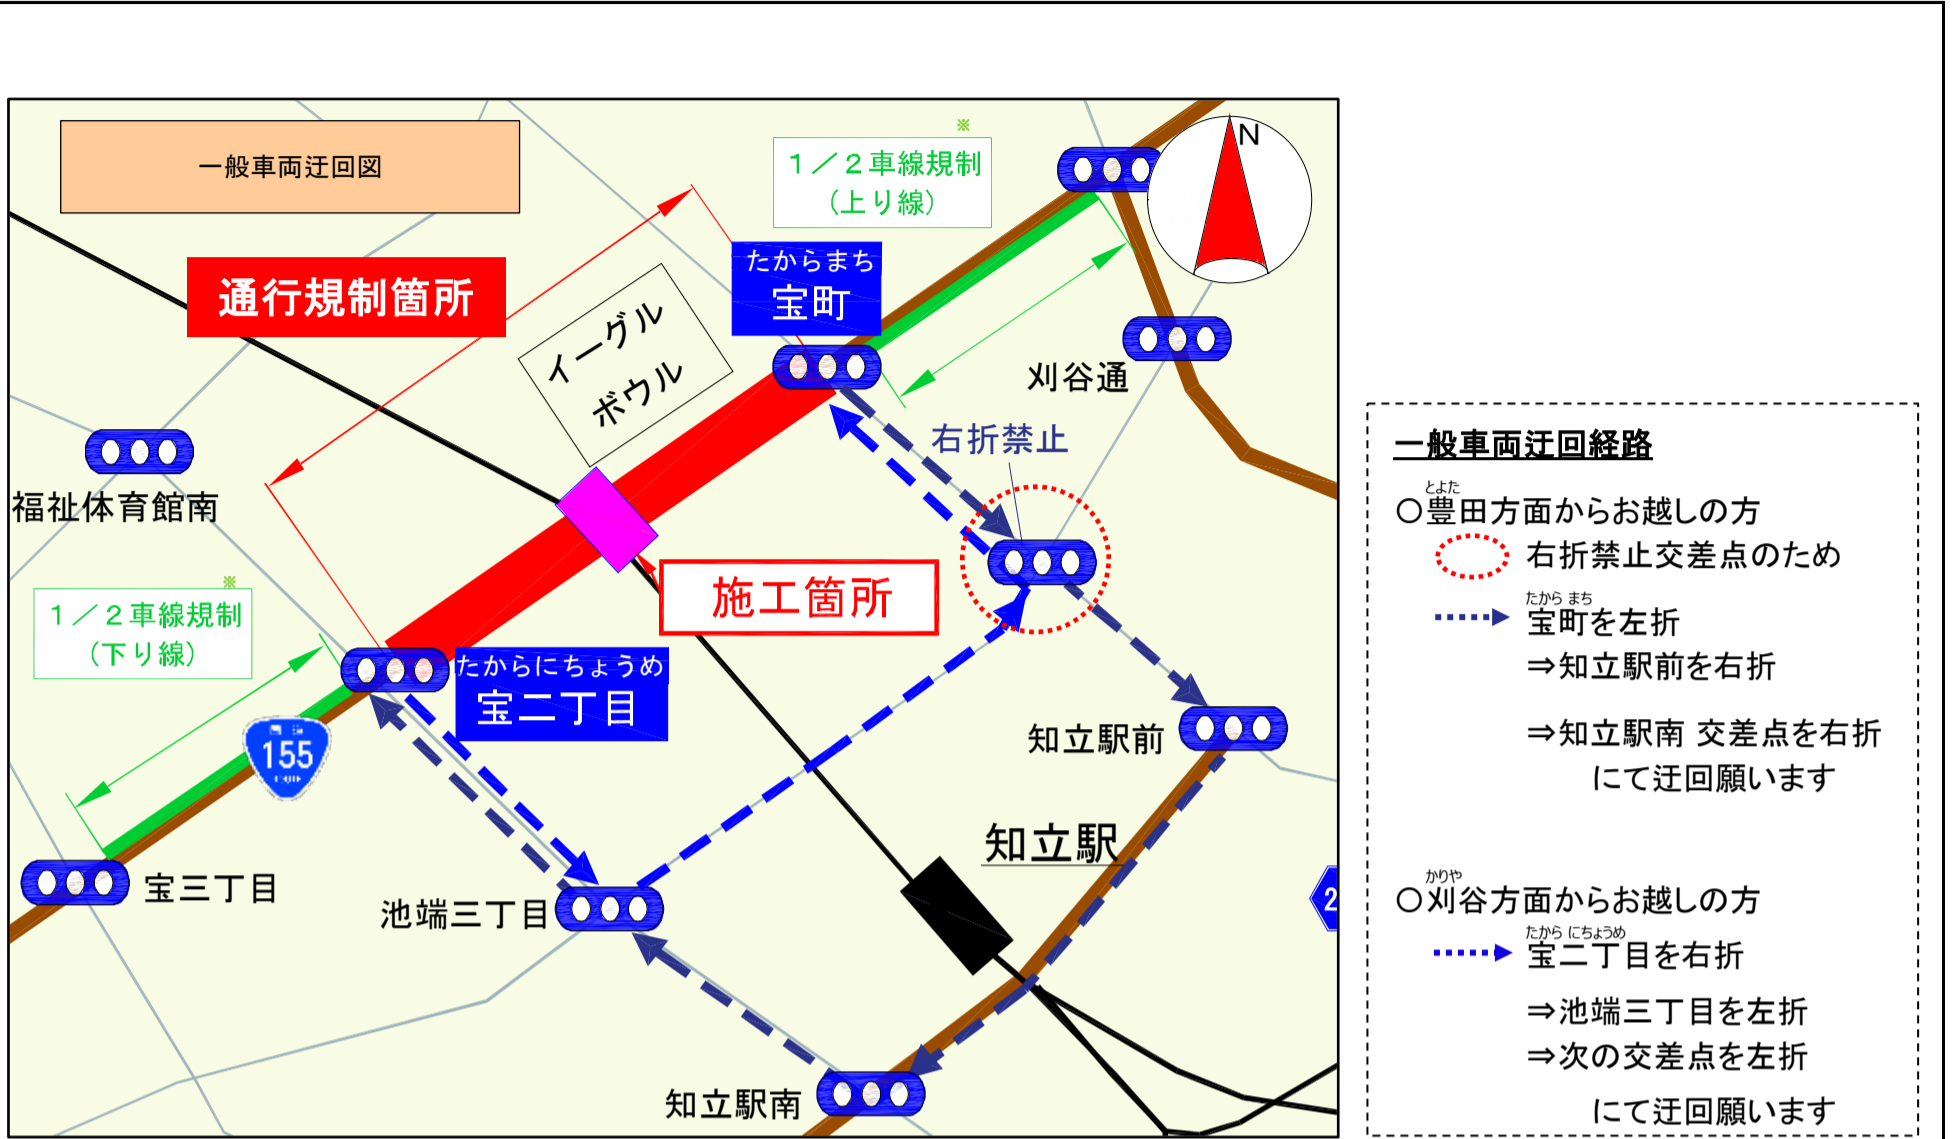 一般車両迂回図
※
1／2車線規制
(上り線)
N
通行規制箇所
たからまち
宝町
イーグル
ボウル
刈谷通
右折禁止
福祉体育館南
※
1／2車線規制
(下り線)
施工箇所
たからにちょうめ
宝二丁目
155
知立駅前
知立駅
宝三丁目
池端三丁目
2
知立駅南
一般車両迂回経路
とよた
○豊田方面からお越しの方
右折禁止交差点のため
たから まち
宝町を左折
⇒知立駅前を右折
⇒知立駅南 交差点を右折
にて迂回願います
かりや
○刈谷方面からお越しの方
たから にちょうめ
宝二丁目を右折
⇒池端三丁目を左折
⇒次の交差点を左折
にて迂回願います